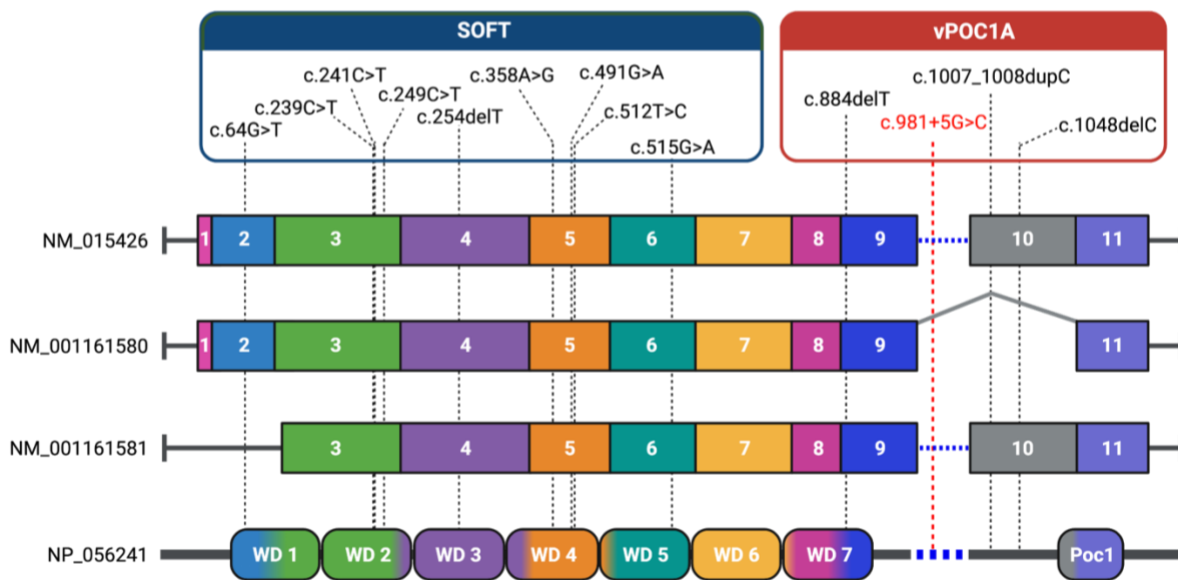 SOFT
vPOC1A
c.241C>T
c.358A>G
c.491G>A
c.1007_1008dupC
c.239C>T
c.249C>T
c.884delT
c.64G>T
c.254delT
c.512T>C
c.981+5G>C
c.1048delC
c.515G>A
NM_015426
1 2 3 4 5 6 7 8 9 10 11
NM_001161580
1 2 3 4 5 6 7 8 9 11
NM_001161581
3 4 5 6 7 8 9 10 11
NP_056241
WD 1 WD 2 WD 3 WD 4 WD 5 WD 6 WD 7 Poc1